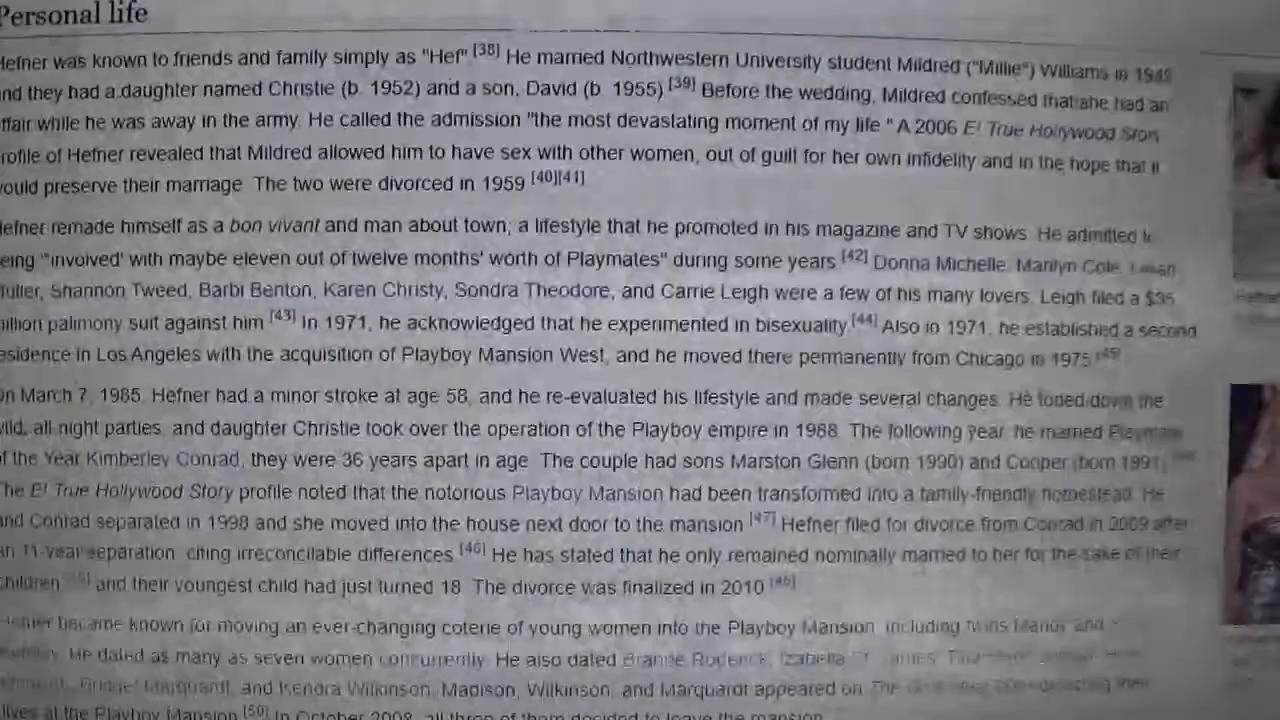 Personal life
Hefner was known to friends and family simply as "Hef" [38] He married Northwestern University student Mildred ("Millie") Williams in 1949
and they had a daughter named Christie (b. 1952) and a son, David (b. 1955) [39] Before the wedding, Mildred confessed that she had an
affair while he was away in the army. He called the admission "the most devastating moment of my life " A 2006 E! True Hollywood Story
profile of Hefner revealed that Mildred allowed him to have sex with other women, out of guilt for her own infidelity and in the hope that it
would preserve their marriage. The two were divorced in 1959 [40][41]
Hefner remade himself as a bon vivant and man about town, a lifestyle that he promoted in his magazine and TV shows. He admitted to
being "'involved' with maybe eleven out of twelve months' worth of Playmates" during some years [42] Donna Michelle, Marilyn Cole,
Shannon Tweed, Barbi Benton, Karen Christy, Sondra Theodore, and Carrie Leigh were a few of his many lovers. Leigh filed a $35
million palimony suit against him [43] In 1971, he acknowledged that he experimented in bisexuality [44] Also in 1971, he established a second
residence in Los Angeles with the acquisition of Playboy Mansion West, and he moved there permanently from Chicago in 1975 [45]
On March 7, 1985, Hefner had a minor stroke at age 58, and he re-evaluated his lifestyle and made several changes. He toned down the
wild, all night parties, and daughter Christie took over the operation of the Playboy empire in 1988. The following year, he married Playmate
of the Year Kimberley Conrad, they were 36 years apart in age. The couple had sons Marston Glenn (born 1990) and Cooper (born 1991)
The E! True Hollywood Story profile noted that the notorious Playboy Mansion had been transformed into a family-friendly homestead. He
and Conrad separated in 1998 and she moved into the house next door to the mansion [47] Hefner filed for divorce from Conrad in 2009 after
an 11-year separation, citing irreconcilable differences [46] He has stated that he only remained nominally married to her for the sake of their
children and their youngest child had just turned 18. The divorce was finalized in 2010 [46]
Hefner became known for moving an ever-changing coterie of young women into the Playboy Mansion, including twins Mandy and
He dated as many as seven women concurrently. He also dated Brande Roderick, Izabella St. James,
Bridget Marquardt, and Kendra Wilkinson. Madison, Wilkinson, and Marquardt appeared on The their
lives at the Playboy Mansion [50] In October 2008, all three of them decided to leave the mansion